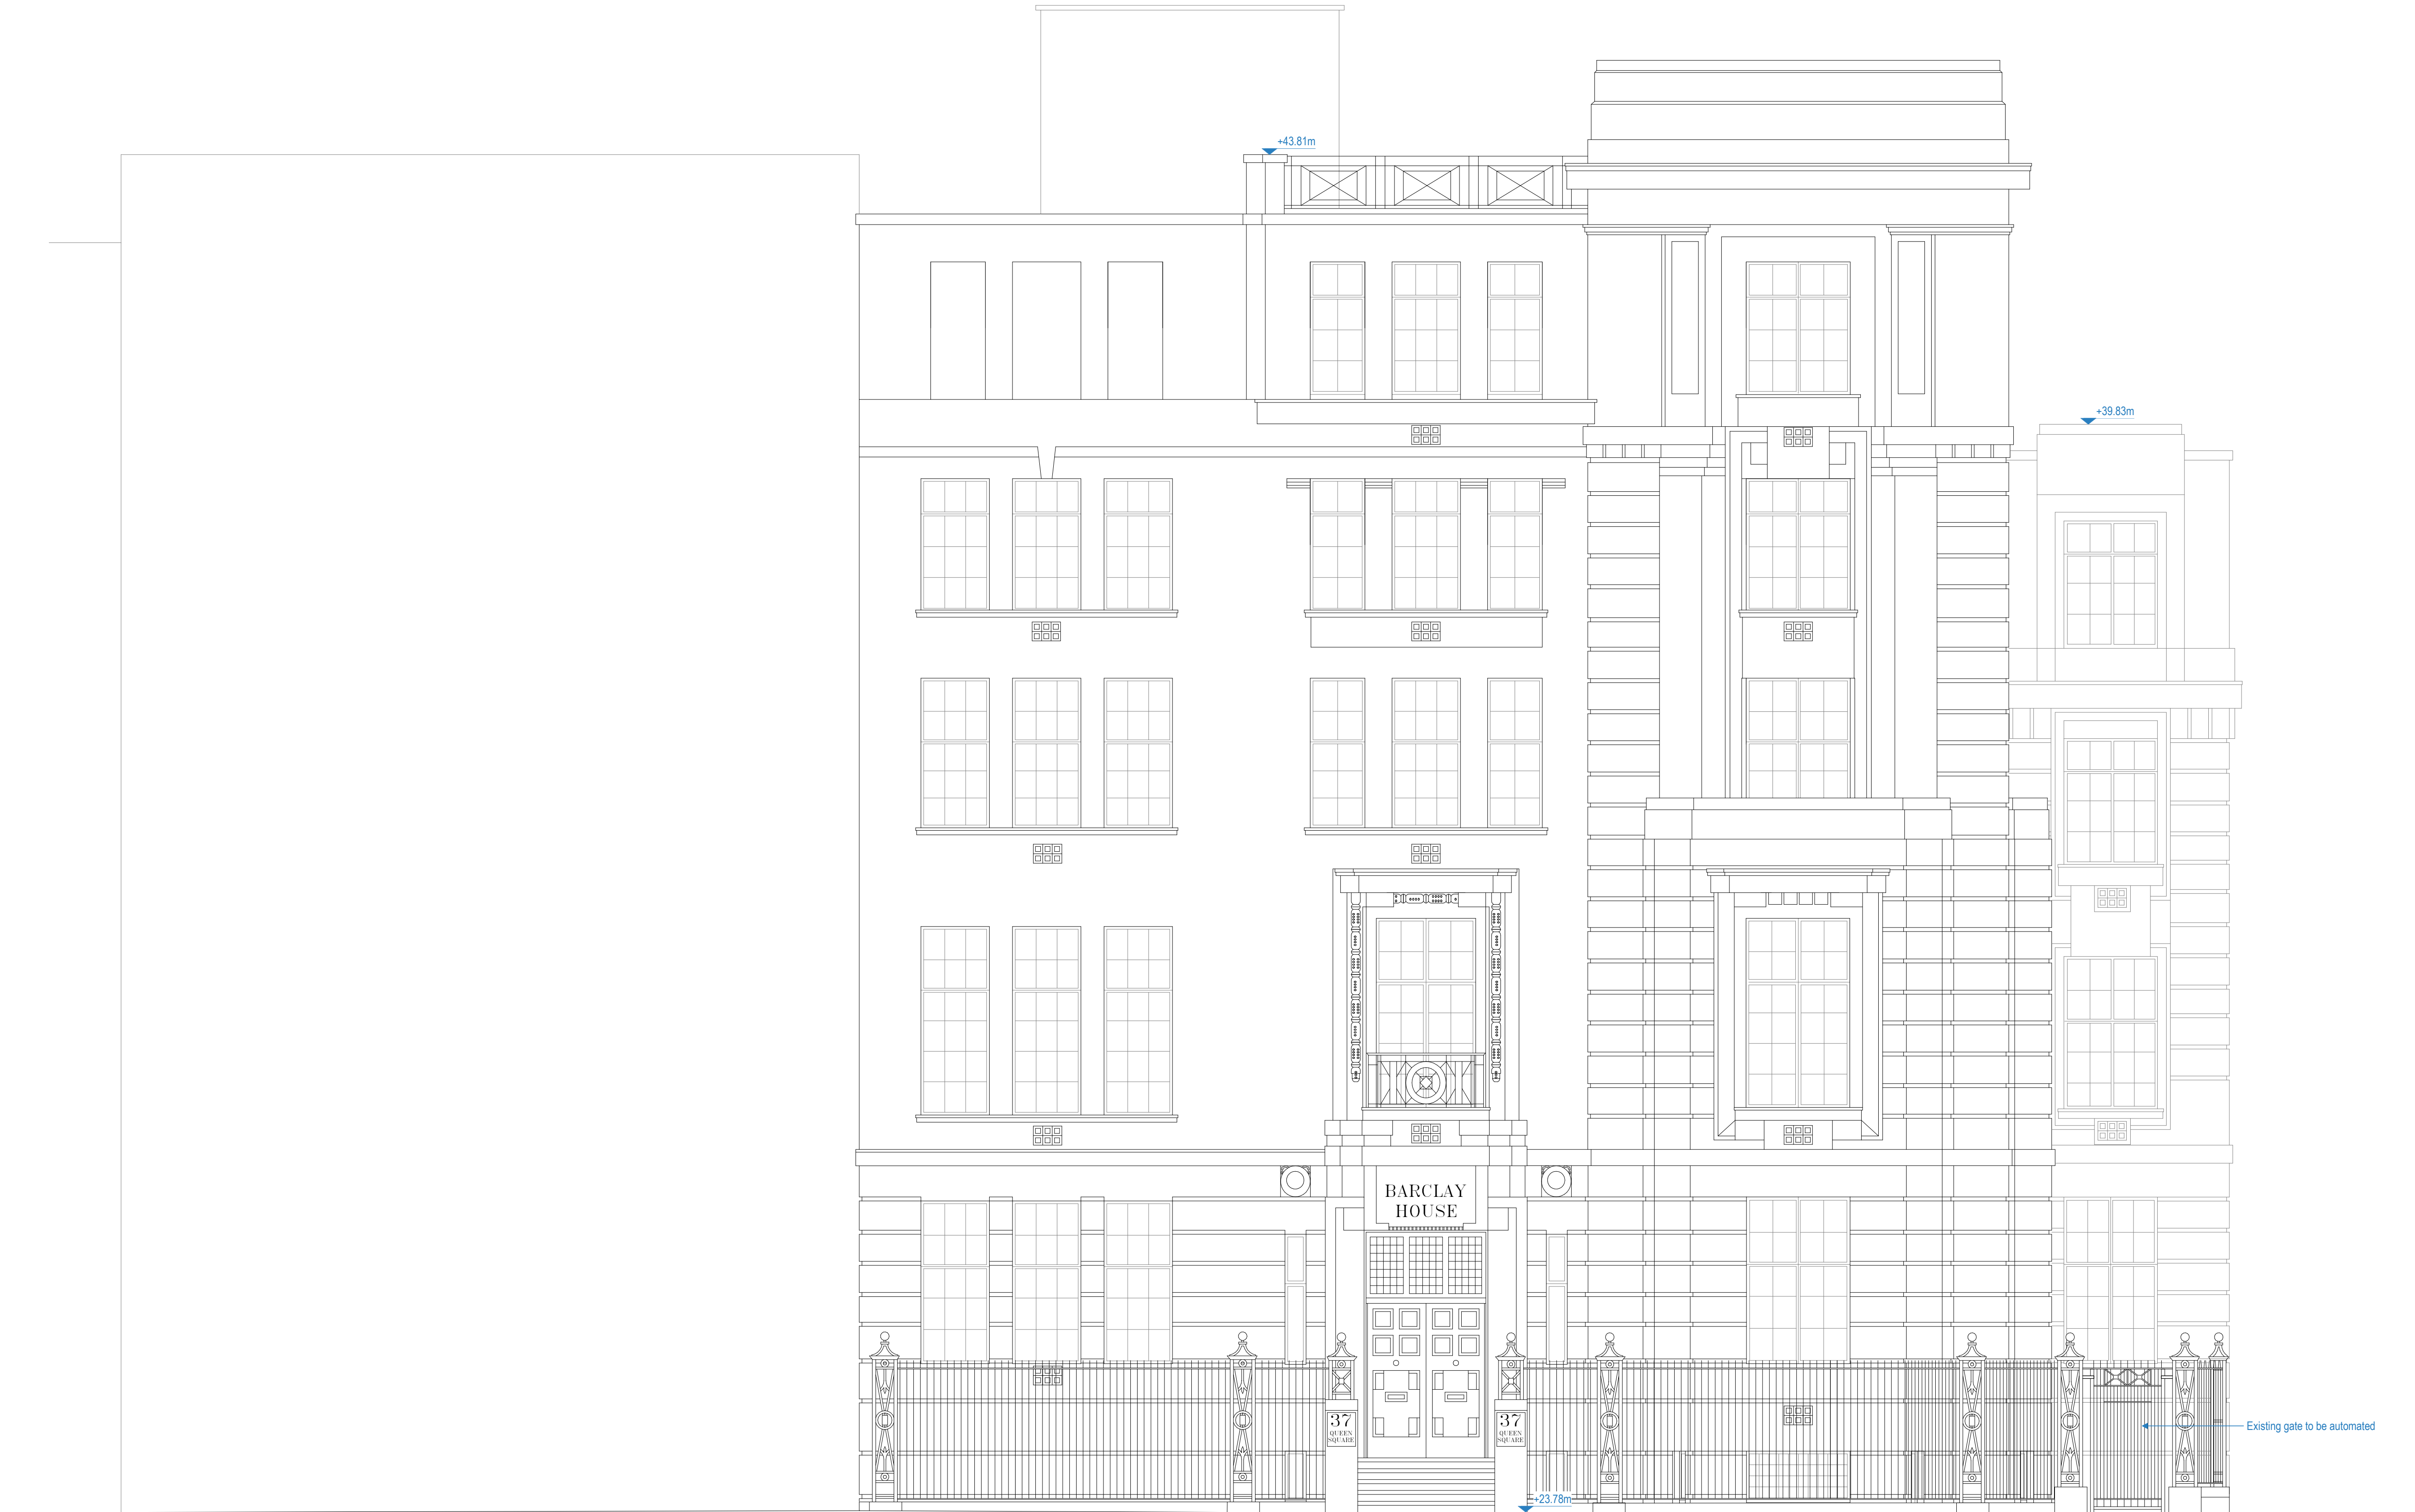 +43.81m
+39.83m
BARCLAY
HOUSE
37
QUEEN
SQUARE
37
QUEEN
SQUARE
Existing gate to be automated
+23.78m